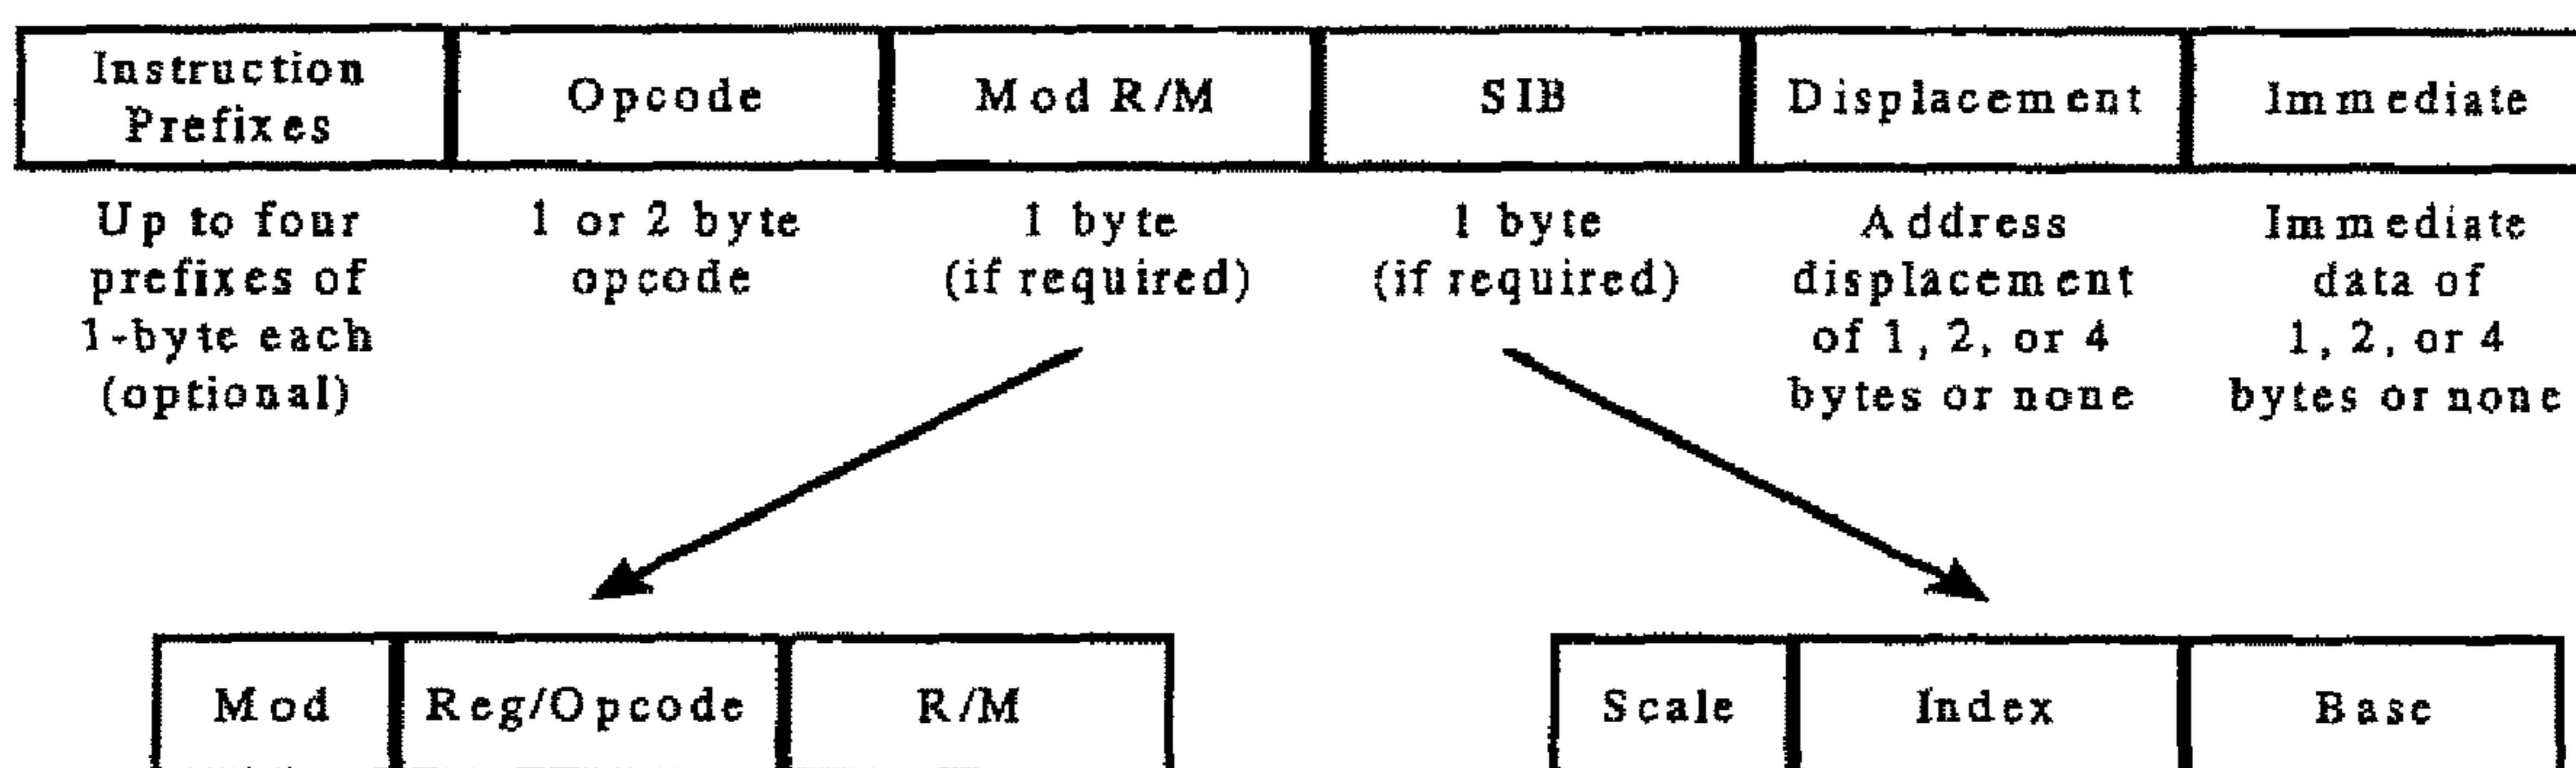 Instruction
Prefixes
Opcode
Mod R/M
SIB
Displacement
Immediate
Up to four
prefixes of
1-byte each
(optional)
1 or 2 byte
opcode
1 byte
(if required)
1 byte
(if required)
Address
displacement
of 1, 2, or 4
bytes or none
Immediate
data of
1, 2, or 4
bytes or none
Mod
Reg/Opcode
R/M
Scale
Index
Base